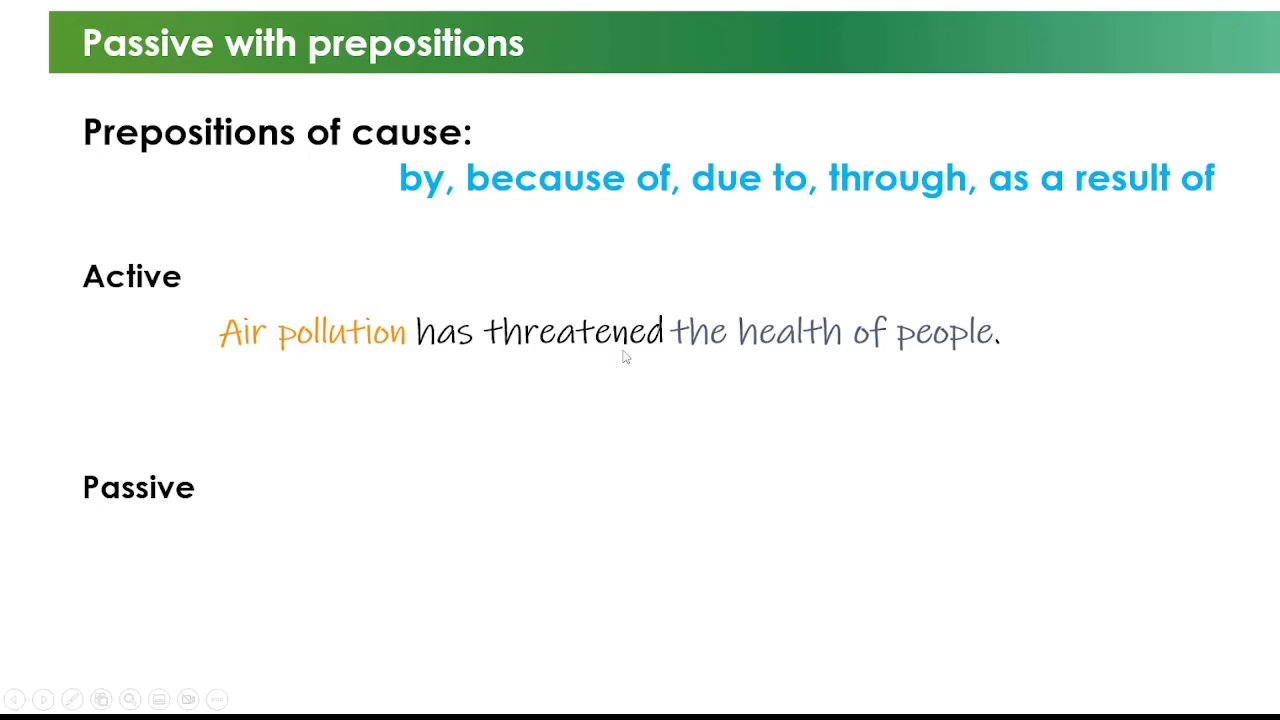 Passive with prepositions
Prepositions of cause:
by, because of, due to, through, as a result of
Active
Air pollution has threatened the health of people.
Passive